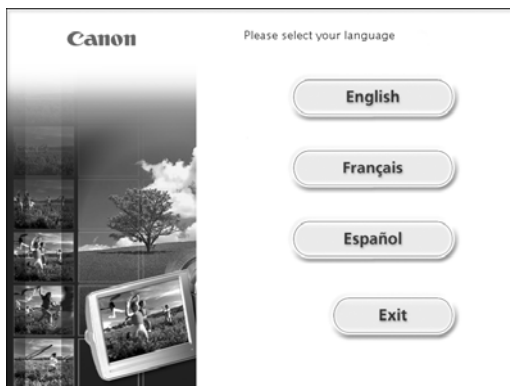 Canon
Please select your language
English
Français
Español
Exit